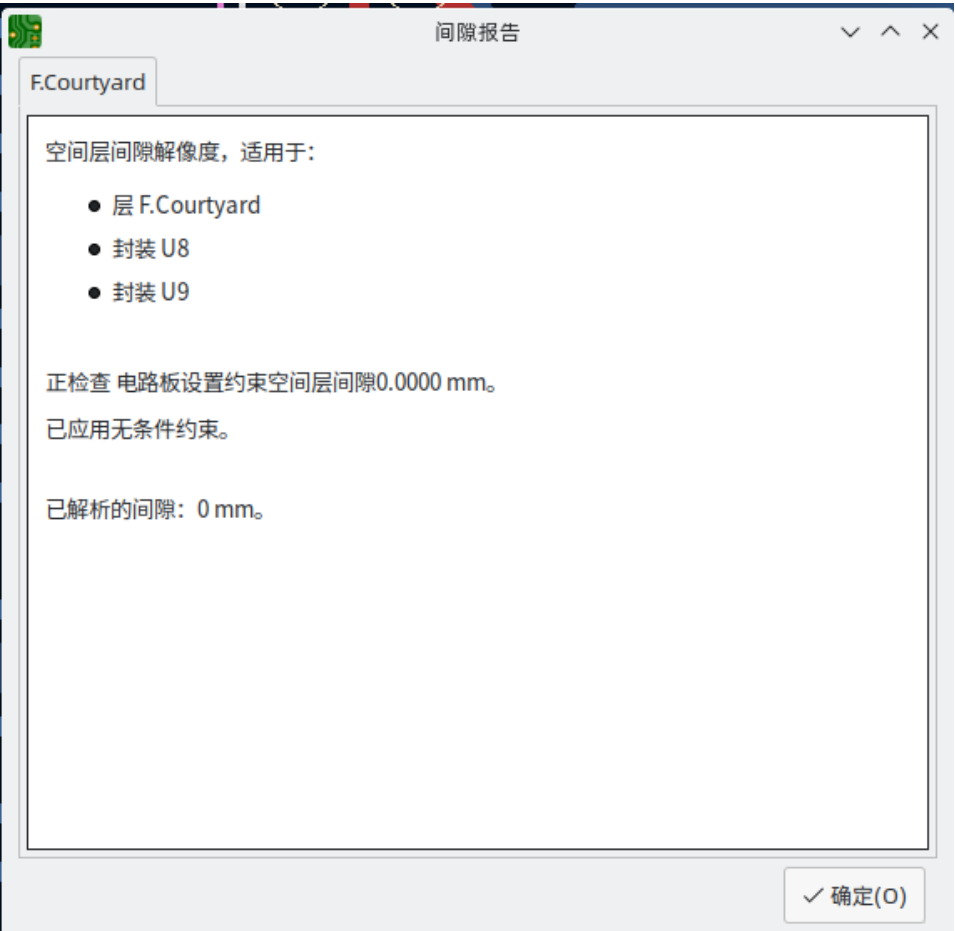 间隙报告
F.Courtyard
空间层间隙解像度，适用于：
● 层 F.Courtyard
● 封装 U8
● 封装 U9
正检查 电路板设置约束空间层间隙0.0000 mm。
已应用无条件约束。
已解析的间隙：0 mm。
确定(O)